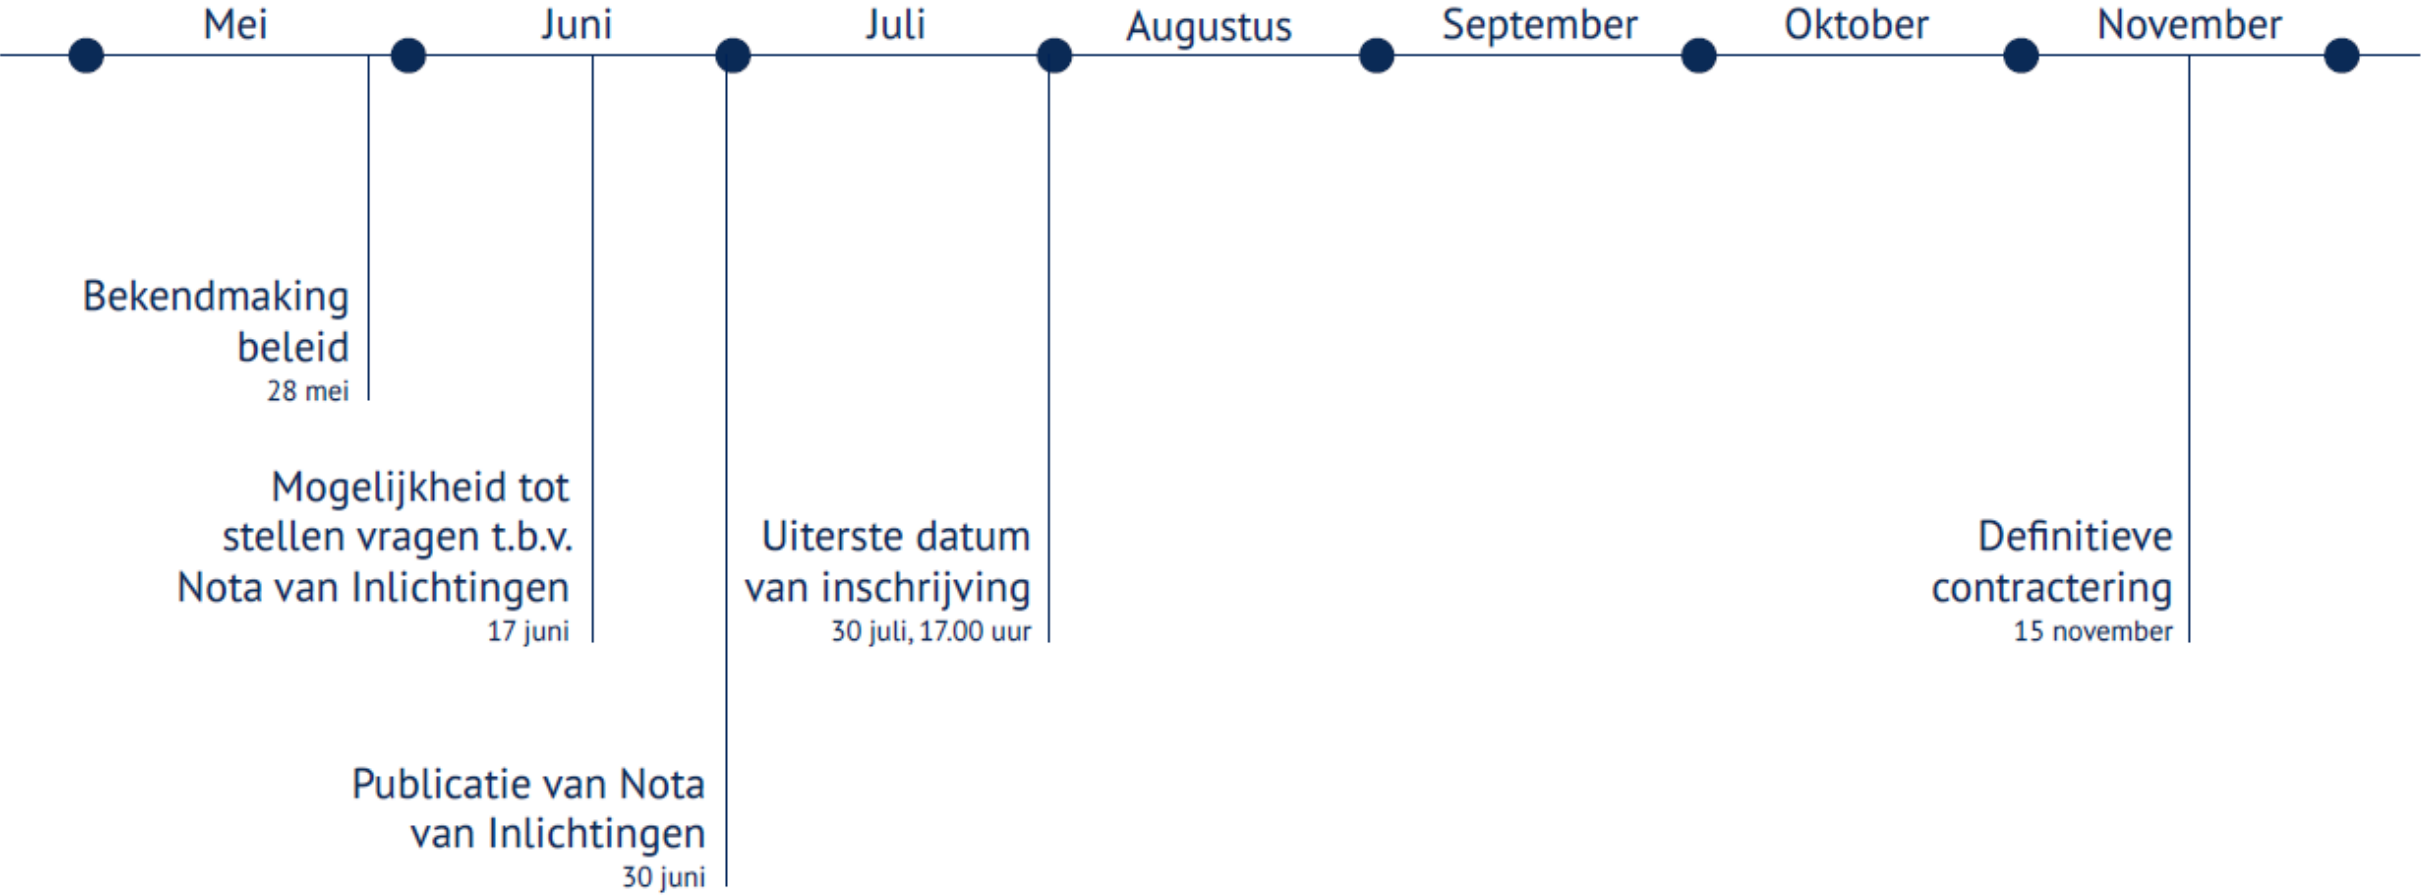 Mei
Juni
Juli
Augustus
September
Oktober
November
Bekendmaking
beleid
28 mei
Mogelijkheid tot
stellen vragen t.b.v.
Nota van Inlichtingen
17 juni
Publicatie van Nota
van Inlichtingen
30 juni
Uiterste datum
van inschrijving
30 juli, 17.00 uur
Definitieve
contractering
15 november